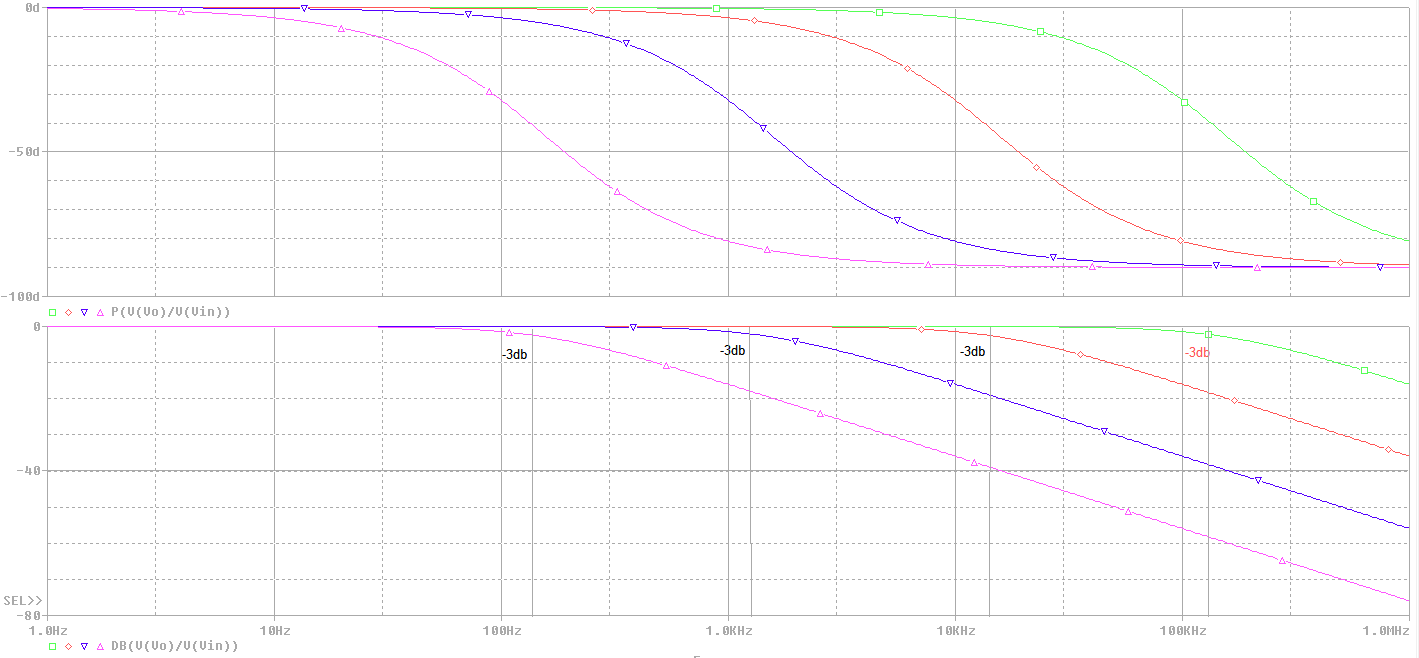 0d
-50d
-100d
P(V(Vo)/V(Vin))
0
-3db -3db -3db -3db
-40
SEL>>
-80
1.0Hz 10Hz 100Hz 1.0KHz 10KHz 100KHz 1.0MHz
DB(V(Vo)/V(Vin))